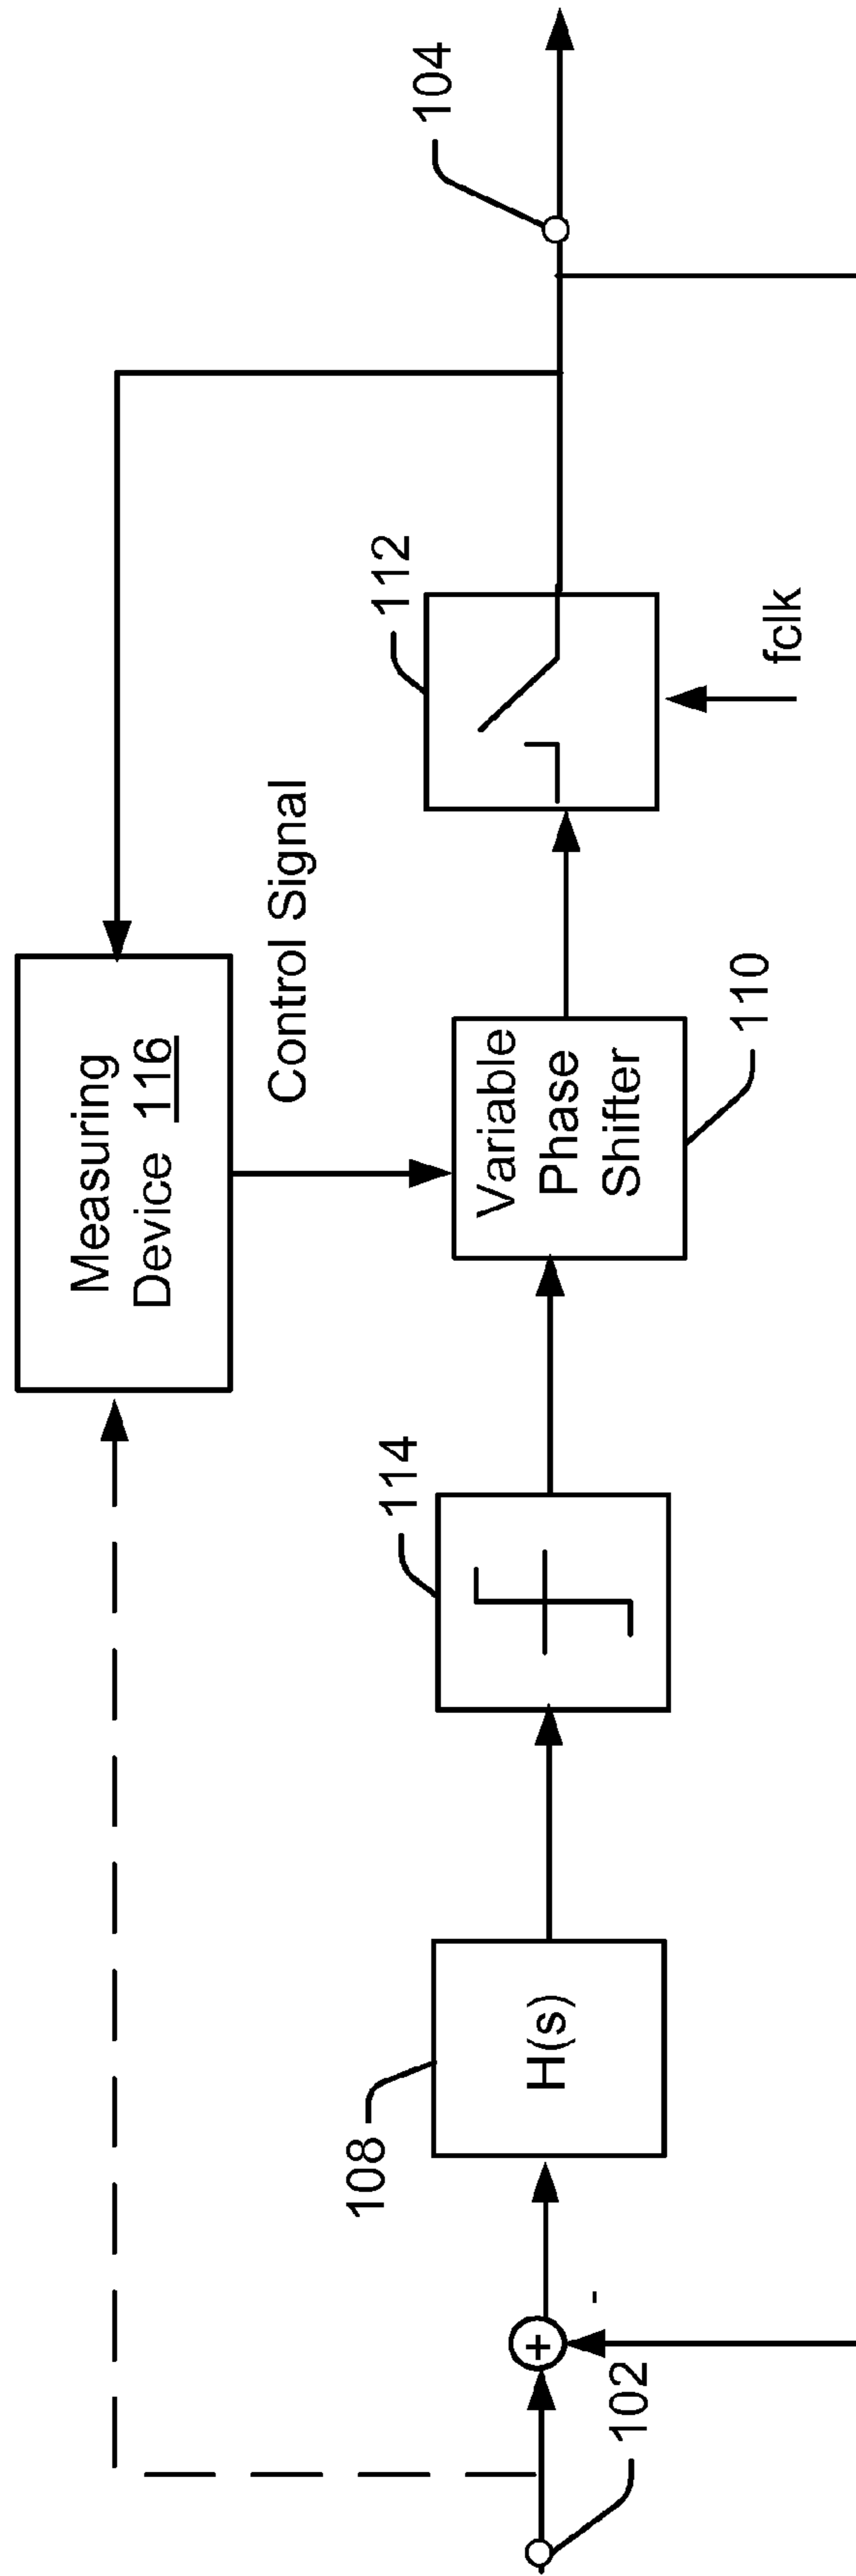 Measuring
Device 116
Control Signal
104
112
fclk
Variable
Phase
Shifter
110
114
H(s)
108
+
-
102